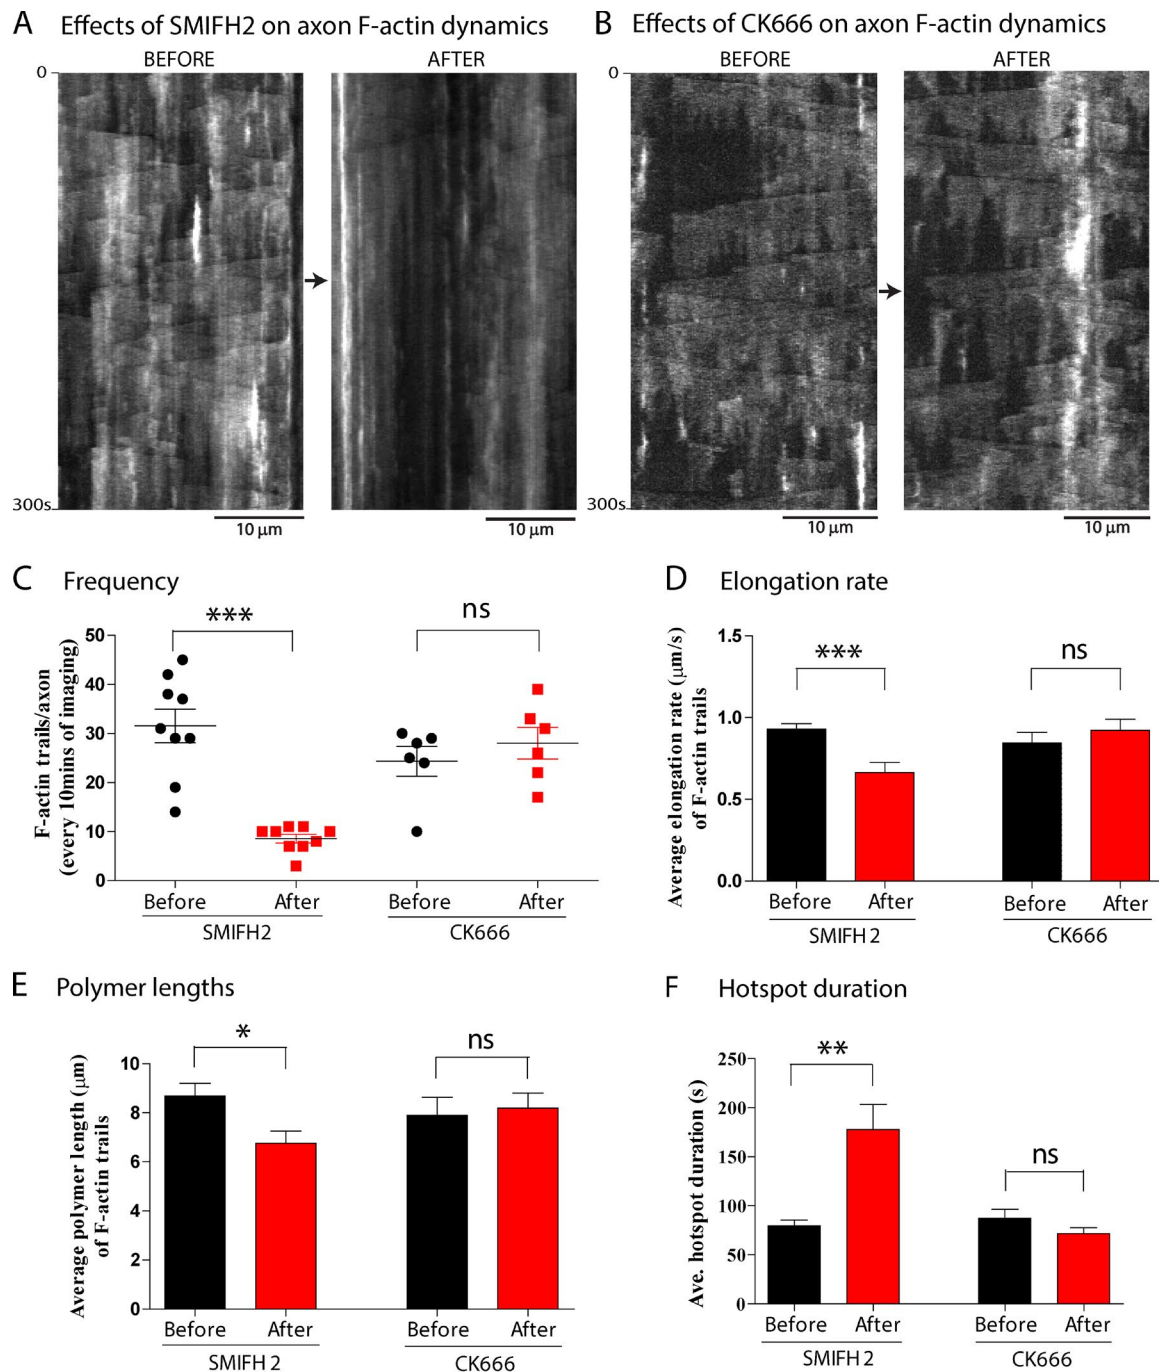 A Effects of SMIFH2 on axon F-actin dynamics
BEFORE AFTER
0
300s
10 μm 10 μm
B Effects of CK666 on axon F-actin dynamics
BEFORE AFTER
0
300s
10 μm 10 μm
C Frequency
F-actin trails/axon
(every 10mins of imaging)
50
40
30
20
10
0
*** ns
Before After Before After
SMIFH2 CK666
D Elongation rate
Average elongation rate (μm/s)
of F-actin trails
1.5
1.0
0.5
0.0
*** ns
Before After Before After
SMIFH2 CK666
E Polymer lengths
Average polymer length (μm)
of F-actin trails
10
8
6
4
2
0
* ns
Before After Before After
SMIFH2 CK666
F Hotspot duration
Ave. hotspot duration (s)
250
200
150
100
50
0
** ns
Before After Before After
SMIFH2 CK666